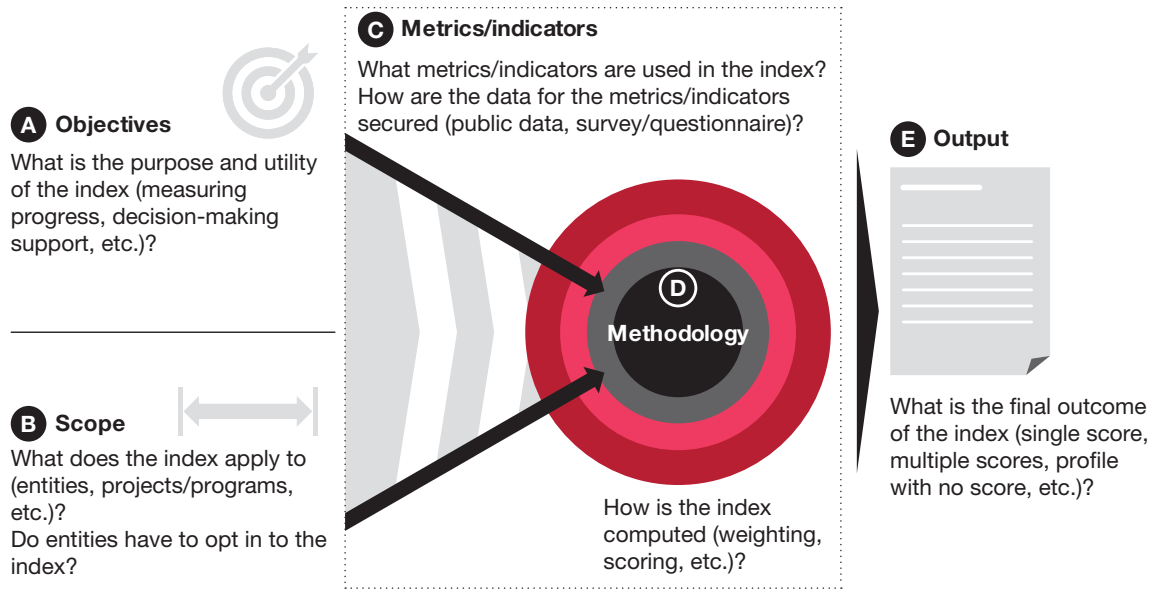 A Objectives
What is the purpose and utility
of the index (measuring
progress, decision-making
support, etc.)?
B Scope
What does the index apply to
(entities, projects/programs,
etc.)?
Do entities have to opt in to the
index?
C Metrics/indicators
What metrics/indicators are used in the index?
How are the data for the metrics/indicators
secured (public data, survey/questionnaire)?
D
Methodology
How is the index
computed (weighting,
scoring, etc.)?
E Output
What is the final outcome
of the index (single score,
multiple scores, profile
with no score, etc.)?